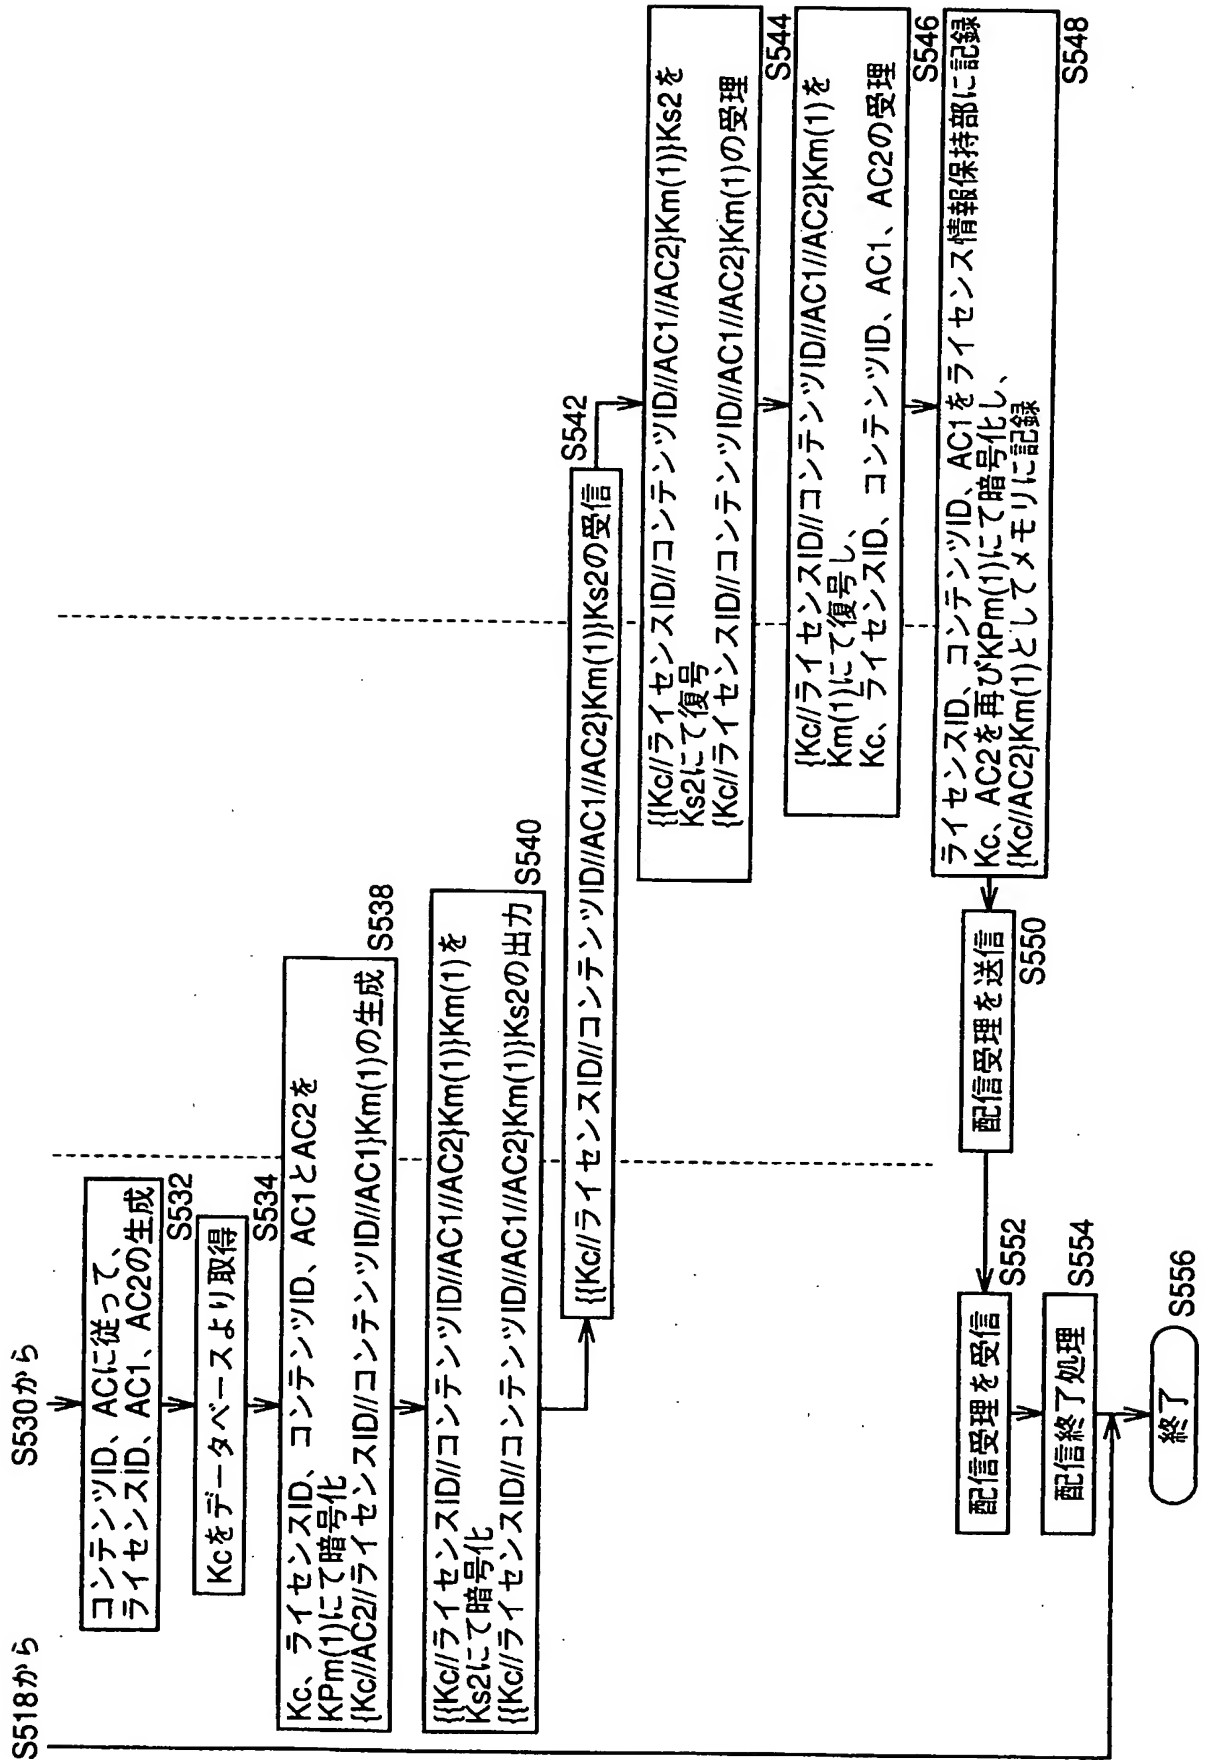 S518から
S530から
コンテンツID、ACに従って、
ライセンスID、AC1、AC2の生成
S532
Kcをデータベースより取得
S534
Kc、ライセンスID、コンテンツID、AC1とAC2を
KPm(1)にて暗号化
{Kc//AC2//ライセンスID//コンテンツID//AC1}Km(1)の生成
S538
{{Kc//ライセンスID//コンテンツID//AC1//AC2}Km(1)}Km(1)を
Ks2にて暗号化
{{Kc//ライセンスID//コンテンツID//AC1//AC2}Km(1)}Ks2の出力
S540
{{Kc//ライセンスID//コンテンツID//AC1//AC2}Km(1)}Ks2の受信
S542
{{Kc//ライセンスID//コンテンツID//AC1//AC2}Km(1)}Ks2を
Ks2にて復号
{Kc//ライセンスID//コンテンツID//AC1//AC2}Km(1)の受理
S544
{Kc//ライセンスID//コンテンツID//AC1//AC2}Km(1)を
Km(1)にて復号し、
Kc、ライセンスID、コンテンツID、AC1、AC2の受理
S546
ライセンスID、コンテンツID、AC1をライセンス情報保持部に記録
Kc、AC2を再びKPm(1)にて暗号化し、
{Kc//AC2}Km(1)としてメモリに記録
S548
配信受理を送信
S550
配信受理を受信
S552
配信終了処理
S554
終了
S556